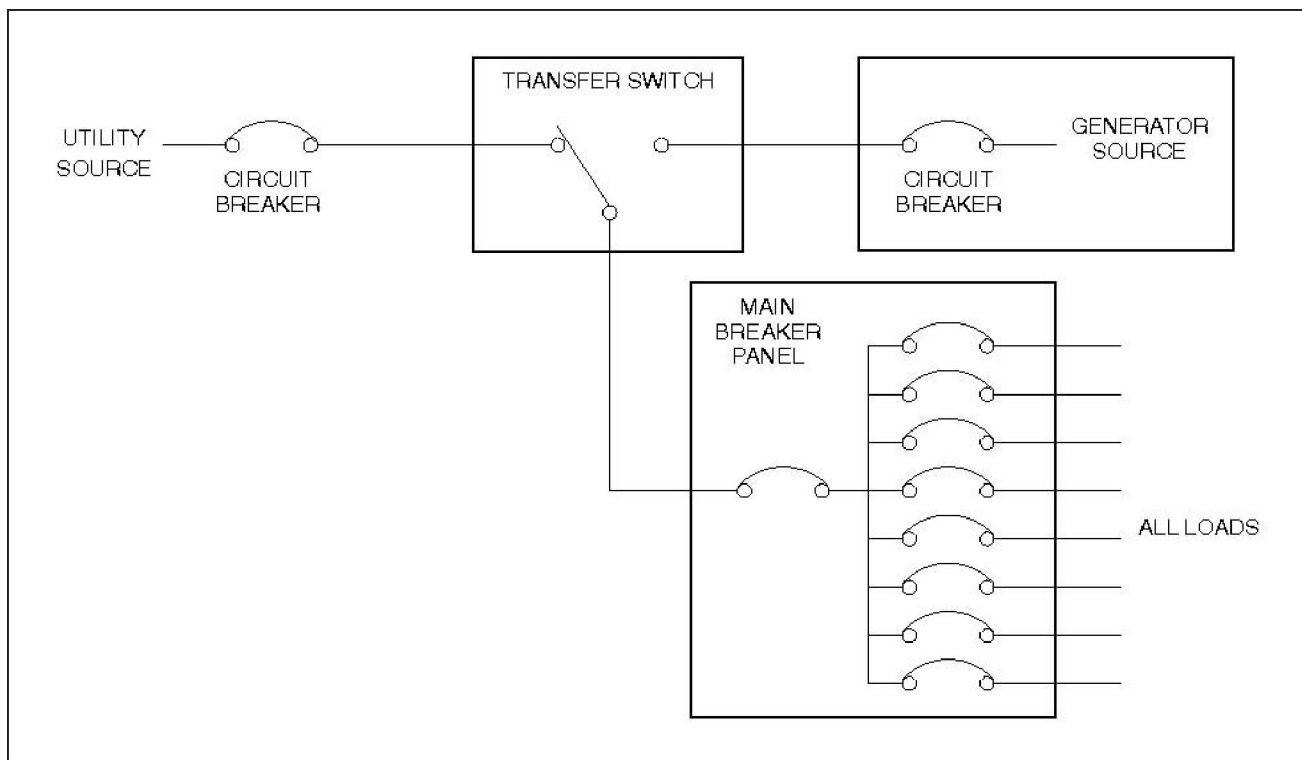 TRANSFER SWITCH
UTILITY
SOURCE
CIRCUIT
BREAKER
GENERATOR
SOURCE
CIRCUIT
BREAKER
MAIN
BREAKER
PANEL
ALL LOADS